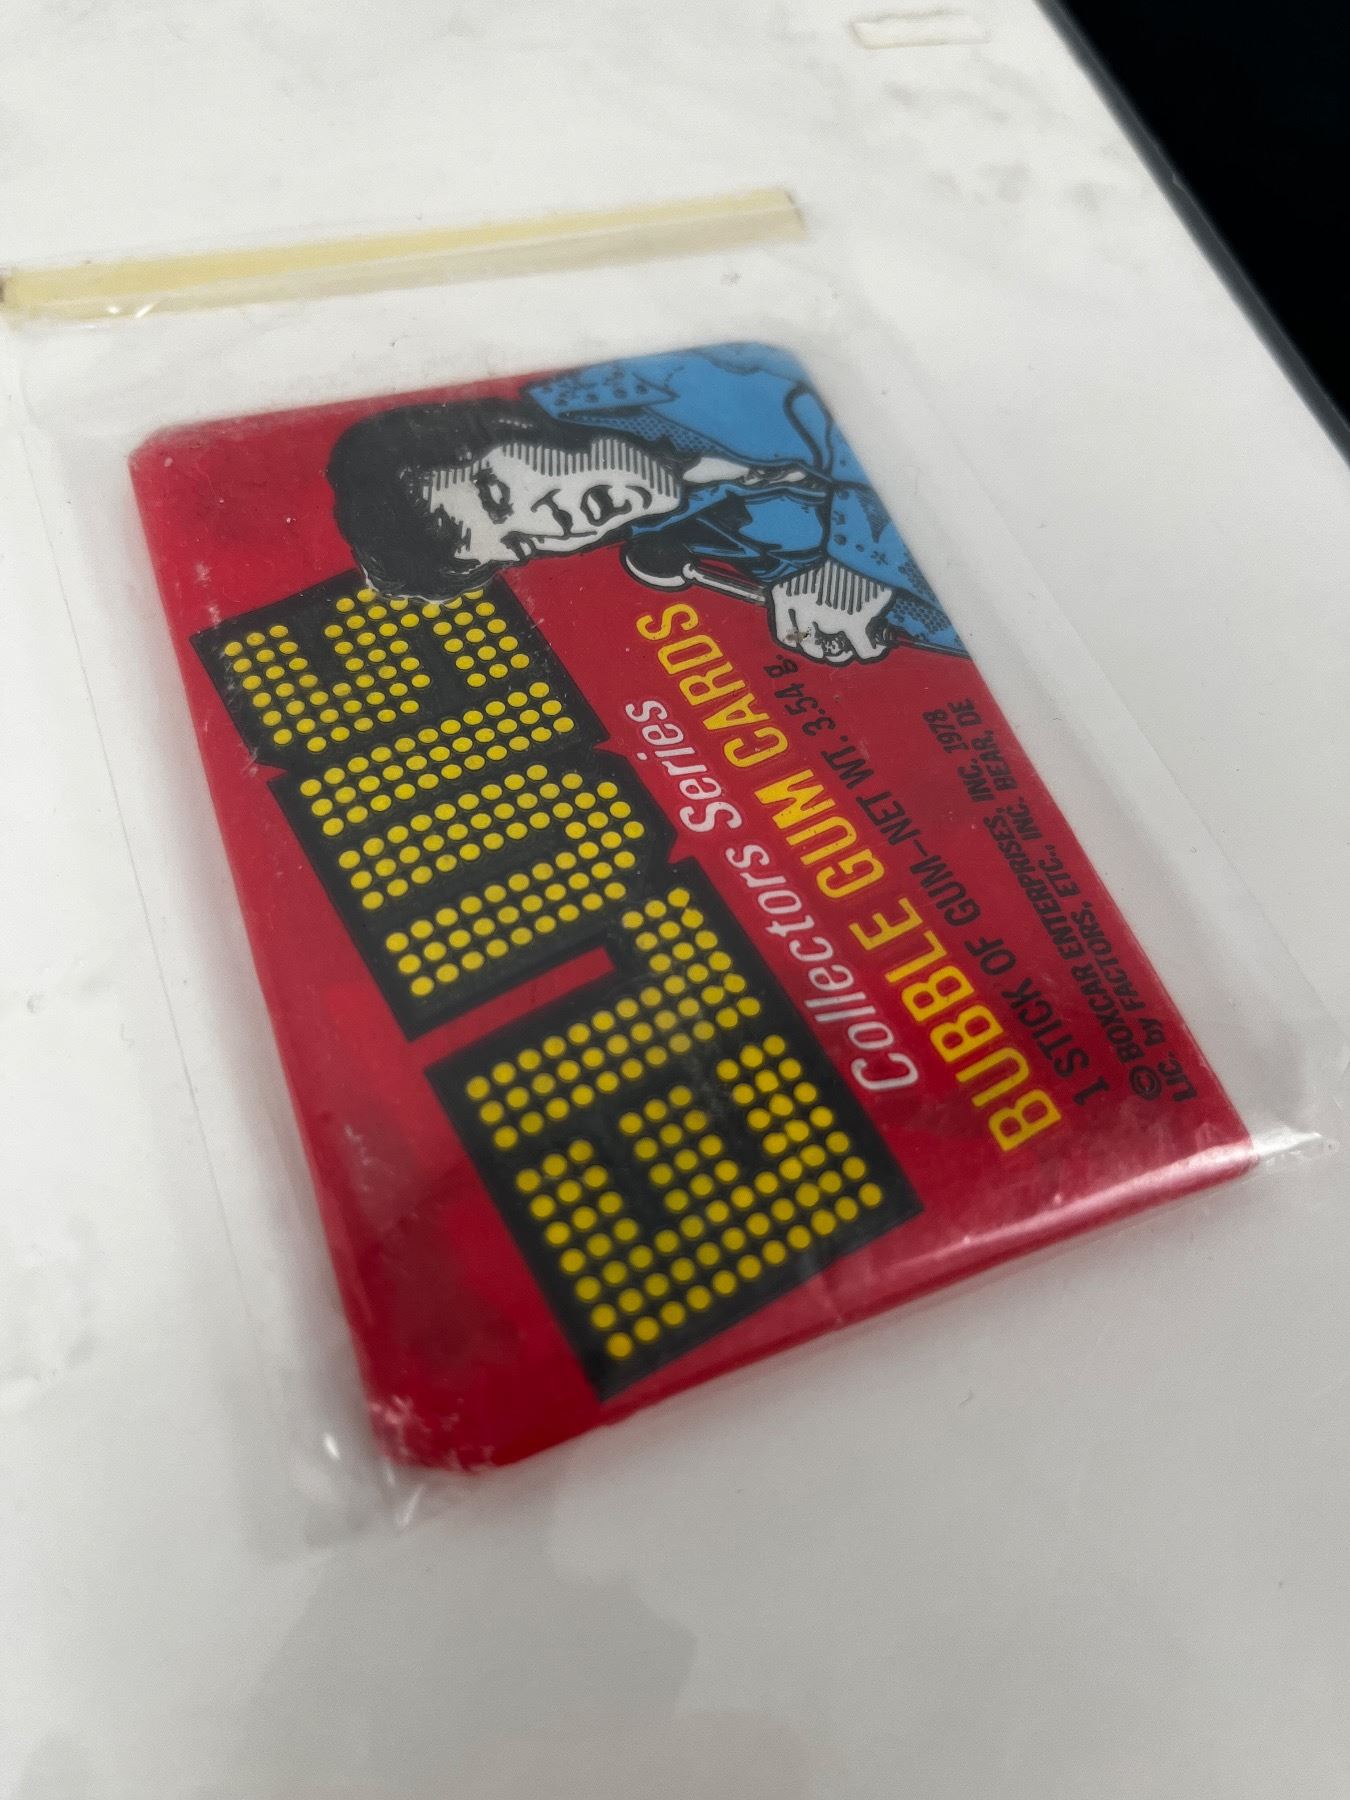 ELVIS
Collectors Series
BUBBLE GUM CARDS
1 STICK OF GUM—NET WT. 3.54 g.
© BOXCAR ENTERPRISES, INC. 1978
LIC. by FACTORS, ETC., INC. BEAR, DE